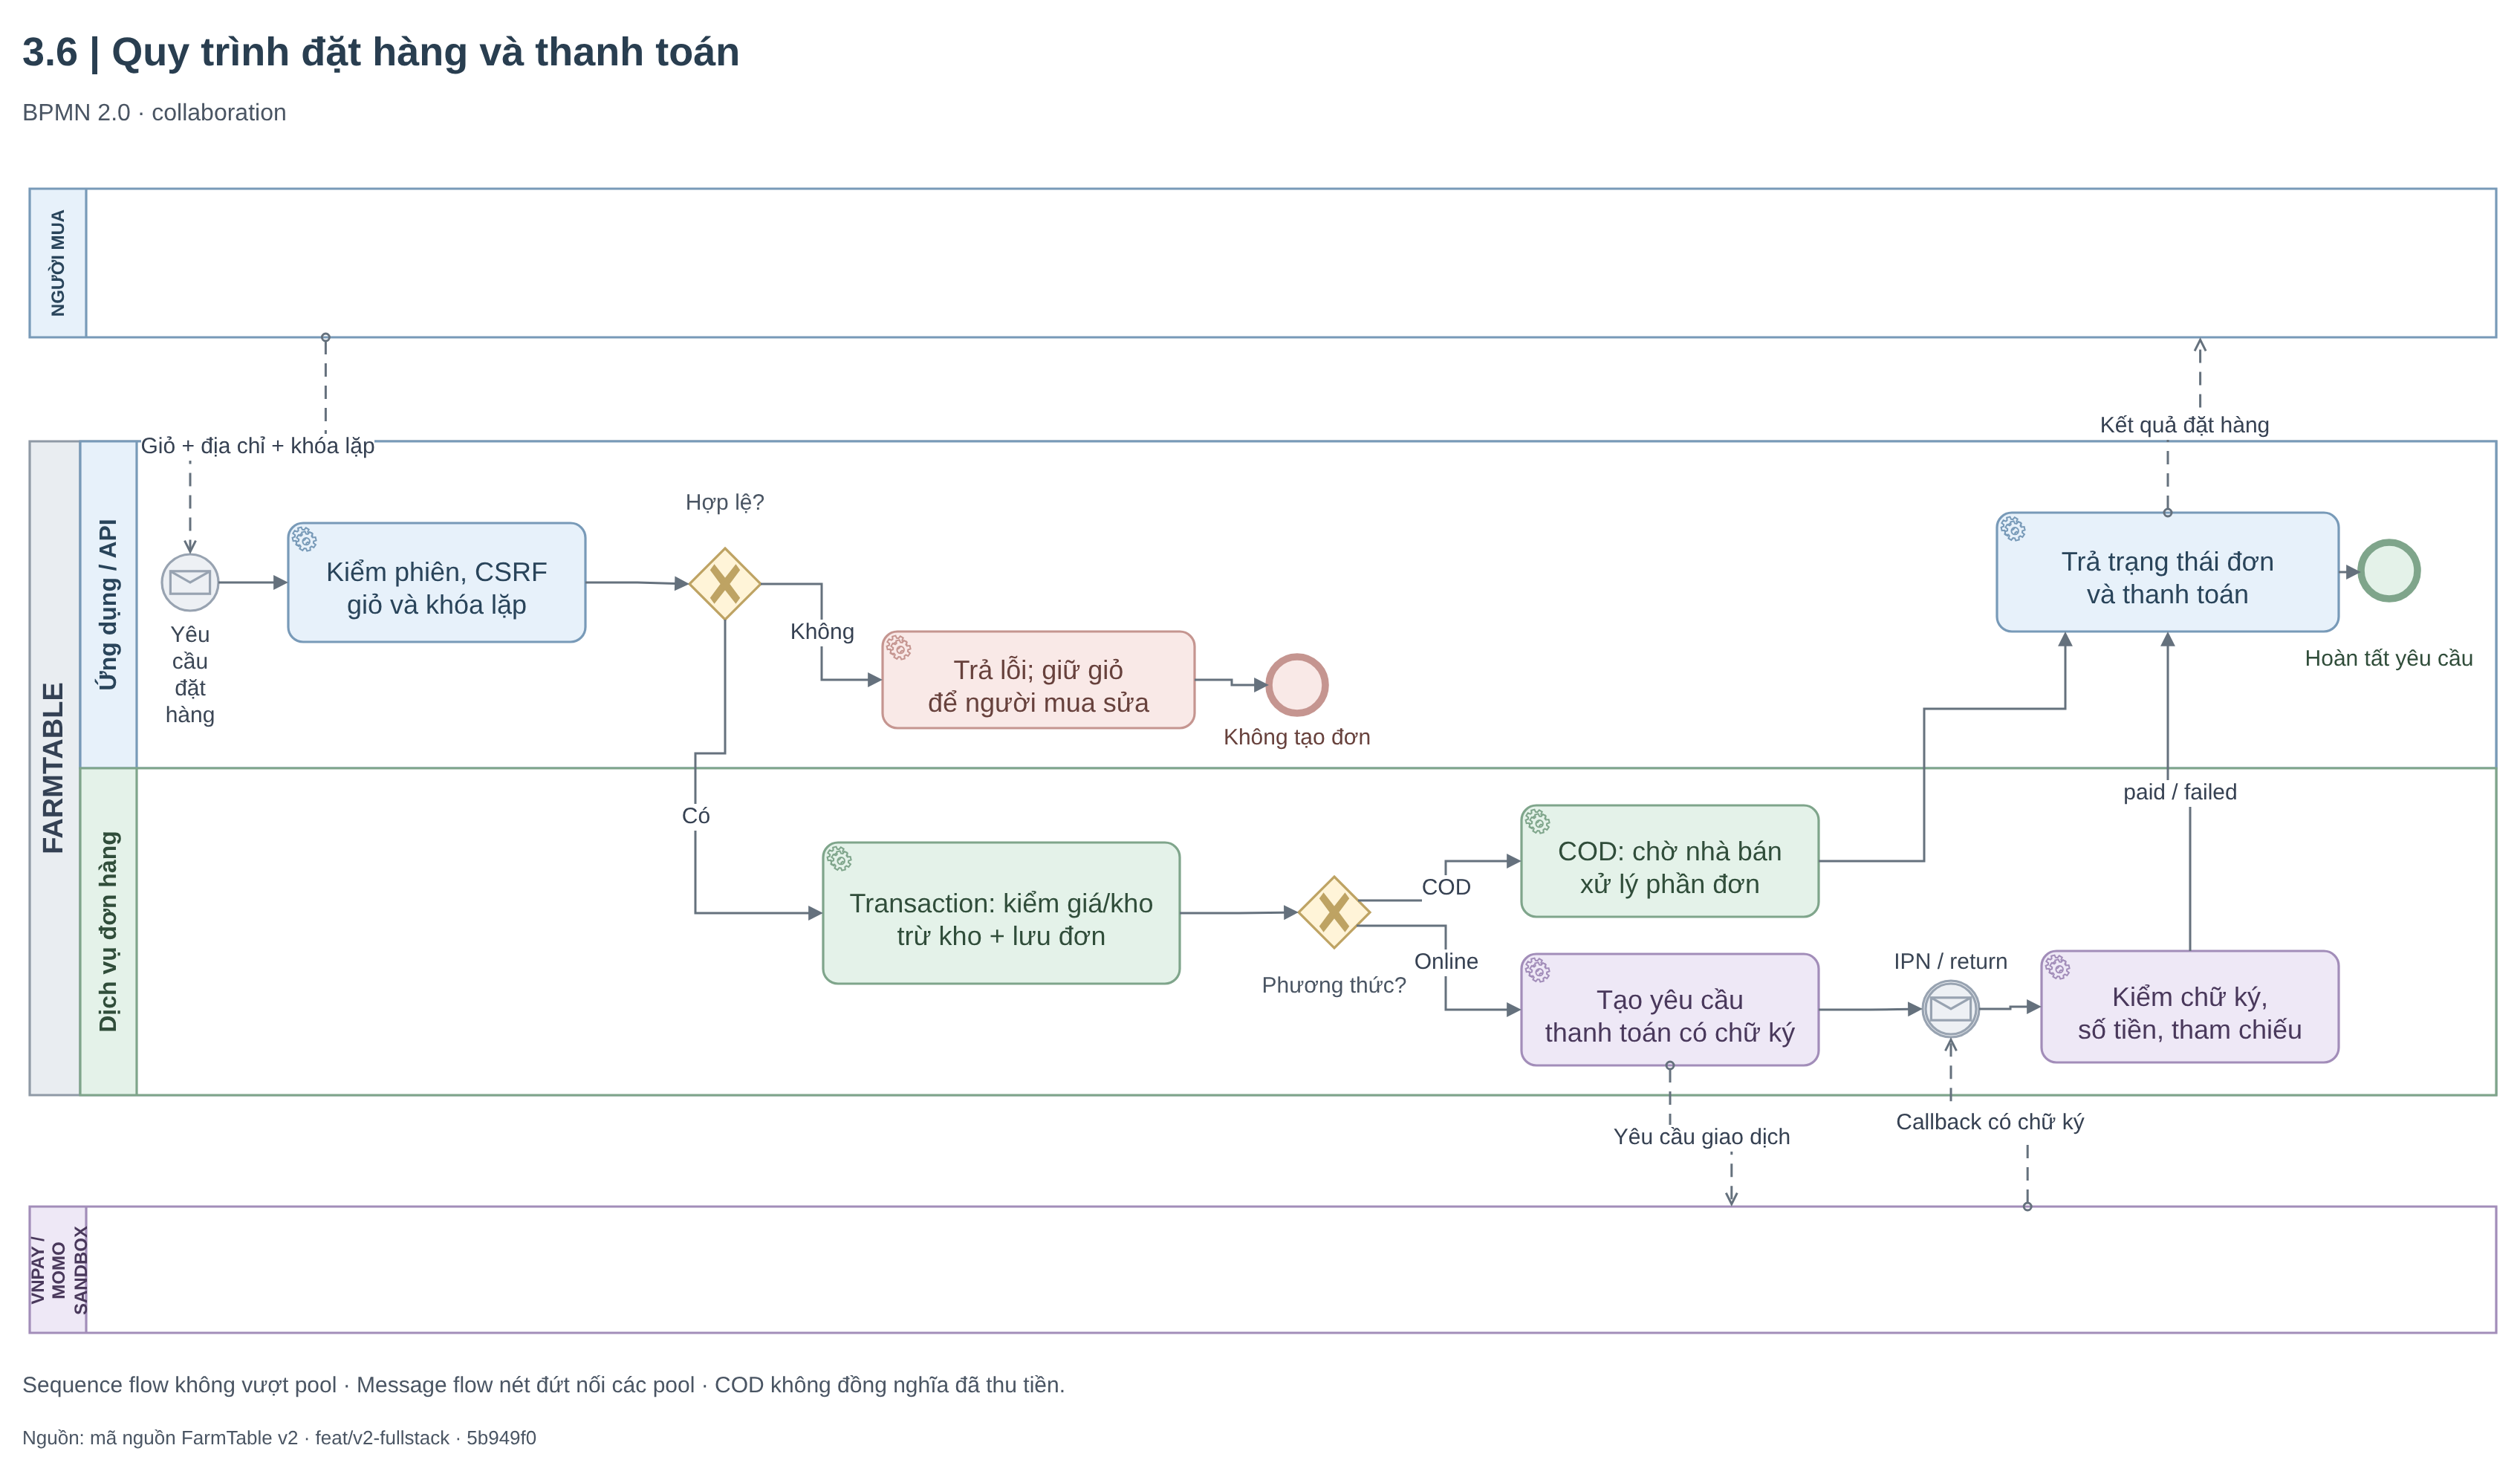 3.6 | Quy trình đặt hàng và thanh toán
BPMN 2.0 · collaboration
NGƯỜI MUA
Giỏ + địa chỉ + khóa lặp
Kết quả đặt hàng
FARMTABLE
Ứng dụng / API
Yêu
cầu
đặt
hàng
Kiểm phiên, CSRF
giỏ và khóa lặp
Hợp lệ?
Không
Trả lỗi; giữ giỏ
để người mua sửa
Không tạo đơn
Trả trạng thái đơn
và thanh toán
Hoàn tất yêu cầu
Dịch vụ đơn hàng
Có
Transaction: kiểm giá/kho
trừ kho + lưu đơn
Phương thức?
COD
Online
COD: chờ nhà bán
xử lý phần đơn
Tạo yêu cầu
thanh toán có chữ ký
IPN / return
Kiểm chữ ký,
số tiền, tham chiếu
paid / failed
Yêu cầu giao dịch
Callback có chữ ký
VNPAY /
MOMO
SANDBOX
Sequence flow không vượt pool · Message flow nét đứt nối các pool · COD không đồng nghĩa đã thu tiền.
Nguồn: mã nguồn FarmTable v2 · feat/v2-fullstack · 5b949f0